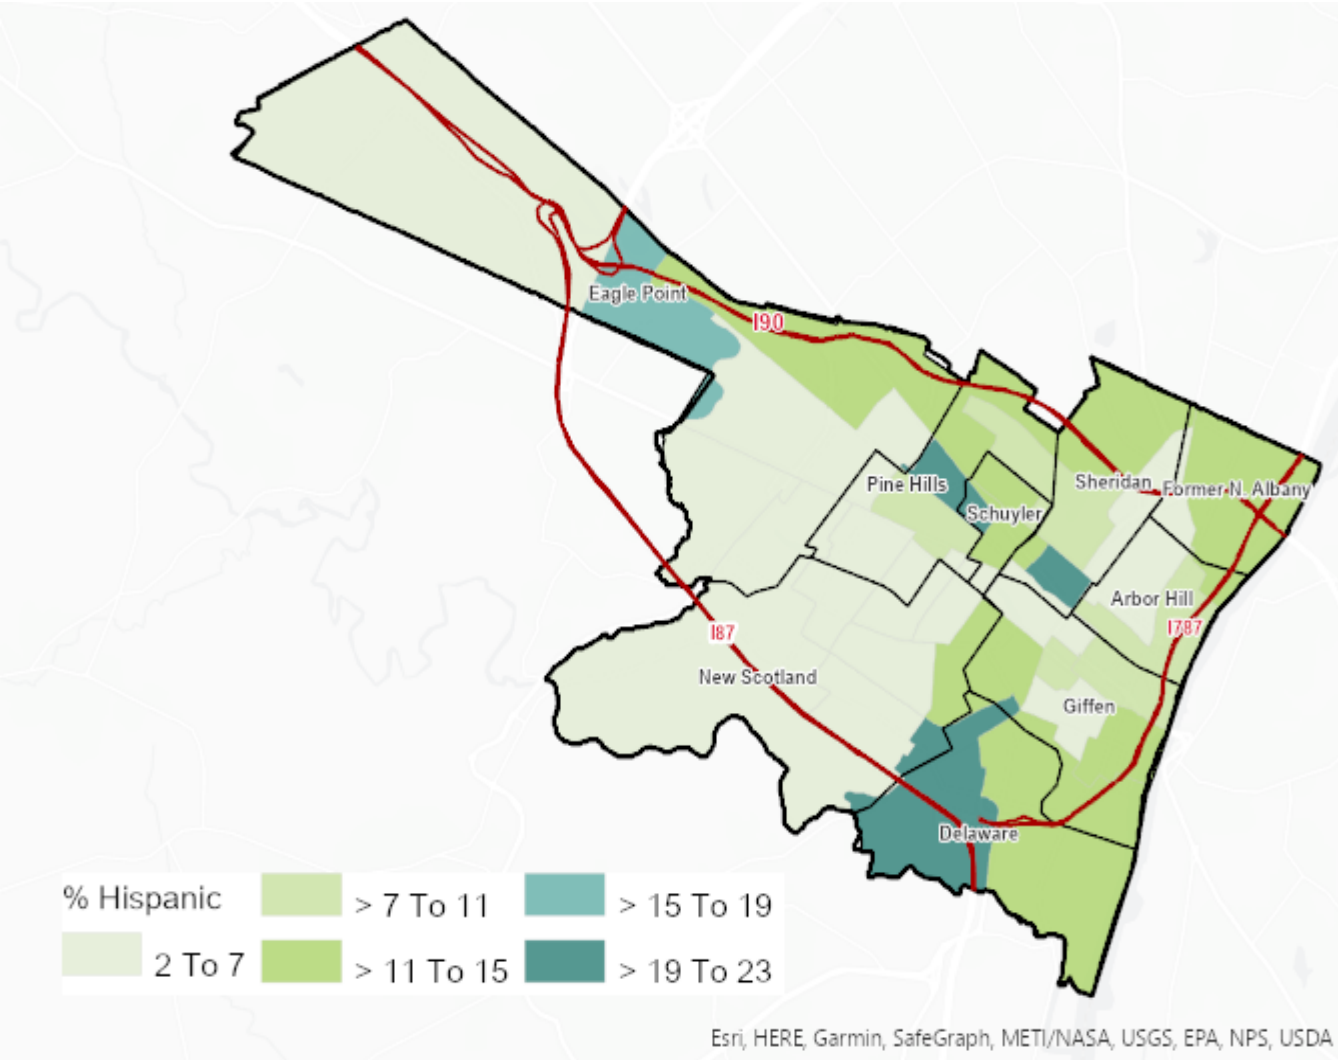 Eagle Point
I90
Pine Hills
Sheridan
Former N. Albany
Schuyler
Arbor Hill
I787
I87
New Scotland
Giffen
Delaware
% Hispanic
2 To 7
> 7 To 11
> 11 To 15
> 15 To 19
> 19 To 23
Esri, HERE, Garmin, SafeGraph, METI/NASA, USGS, EPA, NPS, USDA